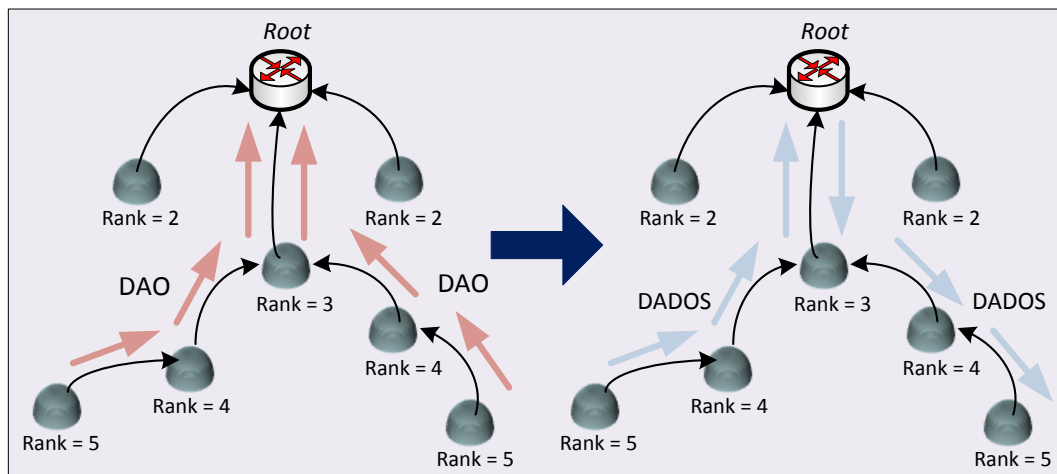 Root
Rank = 2
Rank = 2
DAO
DAO
Rank = 3
Rank = 4
Rank = 4
Rank = 5
Rank = 5
Root
Rank = 2
Rank = 2
DADOS
DADOS
Rank = 3
Rank = 4
Rank = 4
Rank = 5
Rank = 5